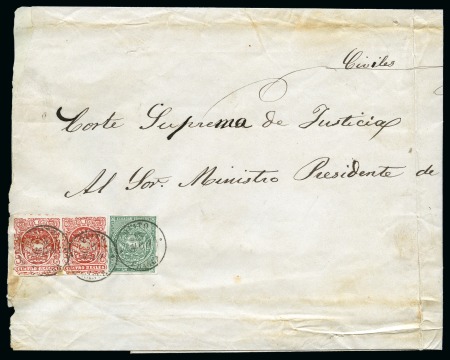 Civiles
Corte Suprema de Justicia
Al Sor. Ministro Presidente de